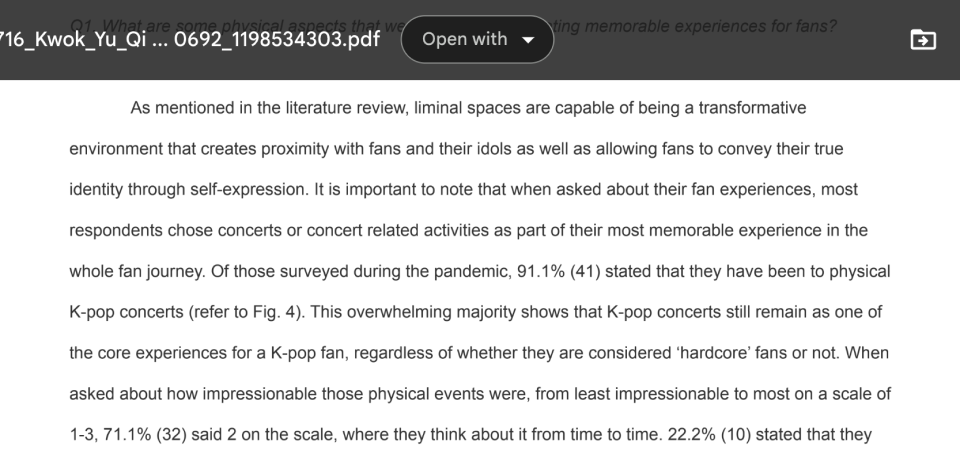 Q1. What are some physical aspects that we ting memorable experiences for fans?
716_Kwok_Yu_Qi ... 0692_1198534303.pdf
Open with
As mentioned in the literature review, liminal spaces are capable of being a transformative
environment that creates proximity with fans and their idols as well as allowing fans to convey their true
identity through self-expression. It is important to note that when asked about their fan experiences, most
respondents chose concerts or concert related activities as part of their most memorable experience in the
whole fan journey. Of those surveyed during the pandemic, 91.1% (41) stated that they have been to physical
K-pop concerts (refer to Fig. 4). This overwhelming majority shows that K-pop concerts still remain as one of
the core experiences for a K-pop fan, regardless of whether they are considered ‘hardcore’ fans or not. When
asked about how impressionable those physical events were, from least impressionable to most on a scale of
1-3, 71.1% (32) said 2 on the scale, where they think about it from time to time. 22.2% (10) stated that they